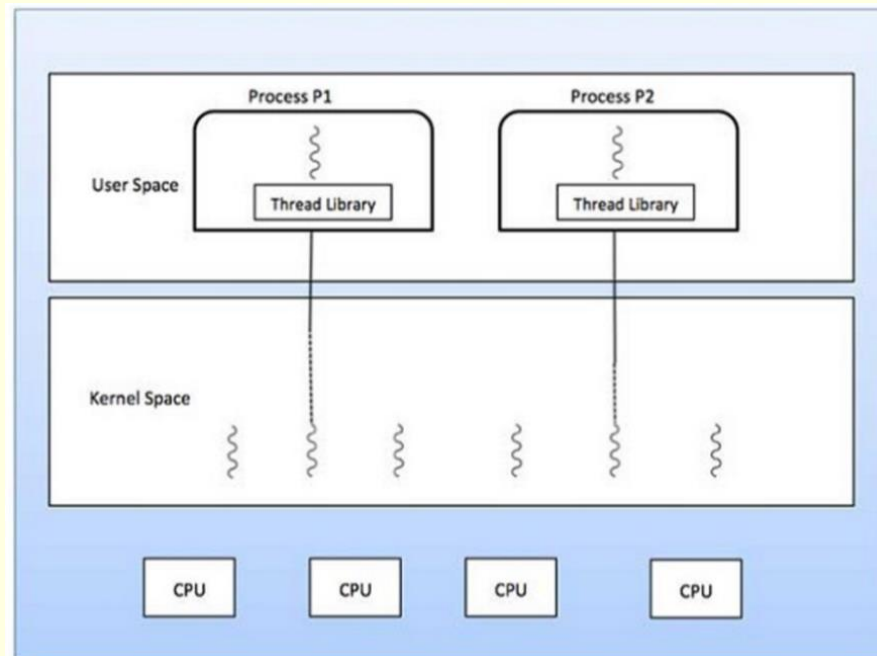 Process P1
Process P2
User Space
Thread Library
Thread Library
Kernel Space
CPU
CPU
CPU
CPU